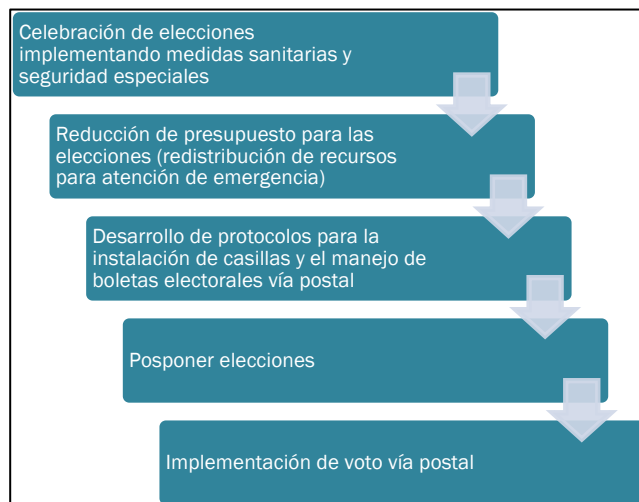 Celebración de elecciones
implementando medidas sanitarias y
seguridad especiales
Reducción de presupuesto para las
elecciones (redistribución de recursos
para atención de emergencia)
Desarrollo de protocolos para la
instalación de casillas y el manejo de
boletas electorales vía postal
Posponer elecciones
Implementación de voto vía postal